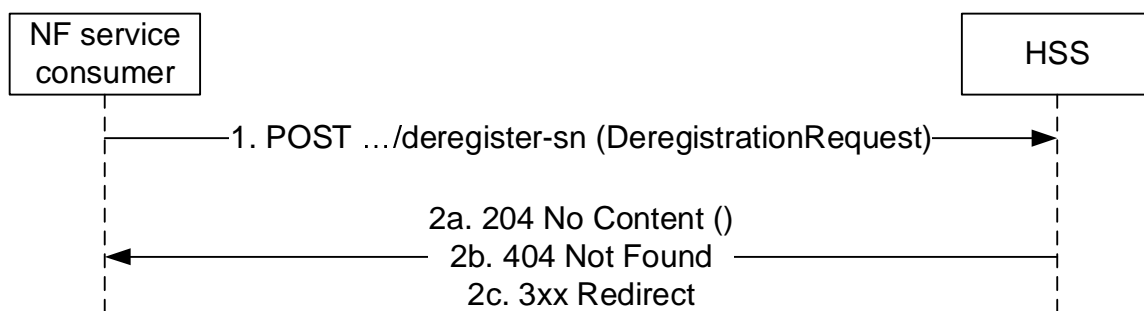 NF service
consumer
HSS
1. POST …/deregister-sn (DeregistrationRequest)
2a. 204 No Content ()
2b. 404 Not Found
2c. 3xx Redirect